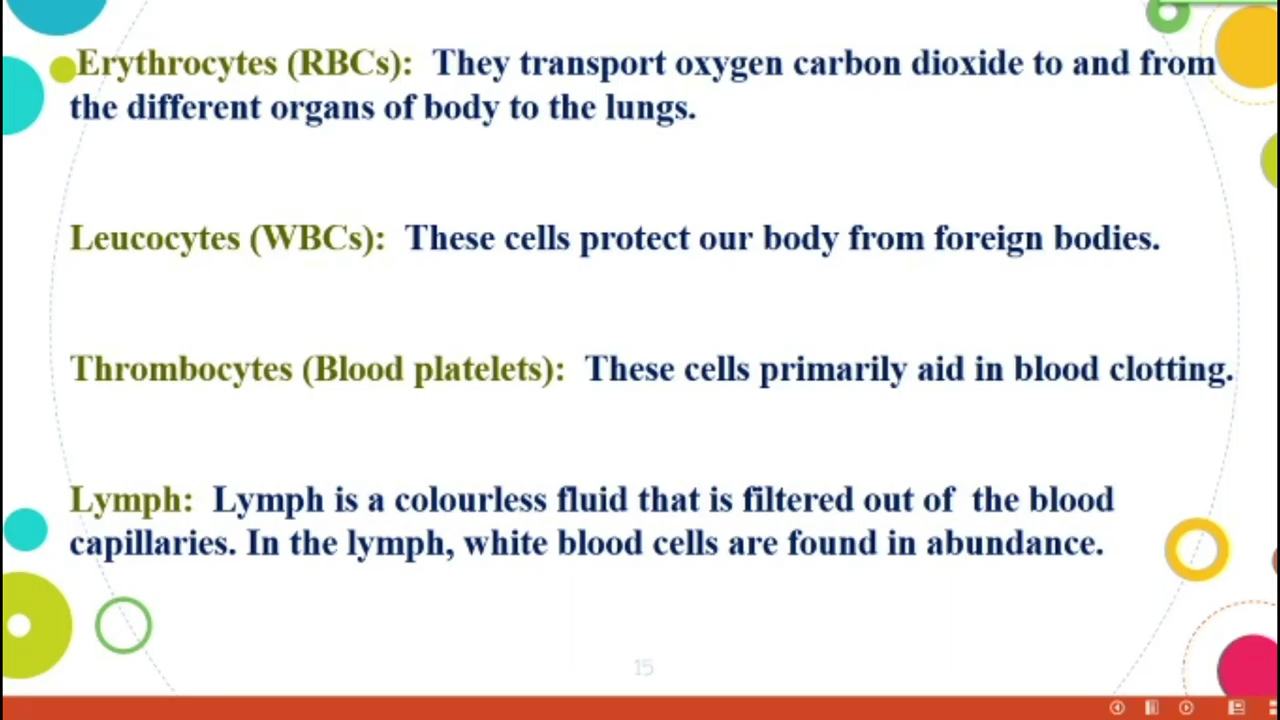 Erythrocytes (RBCs): They transport oxygen carbon dioxide to and from
the different organs of body to the lungs.
Leucocytes (WBCs): These cells protect our body from foreign bodies.
Thrombocytes (Blood platelets): These cells primarily aid in blood clotting.
Lymph: Lymph is a colourless fluid that is filtered out of the blood
capillaries. In the lymph, white blood cells are found in abundance.
15